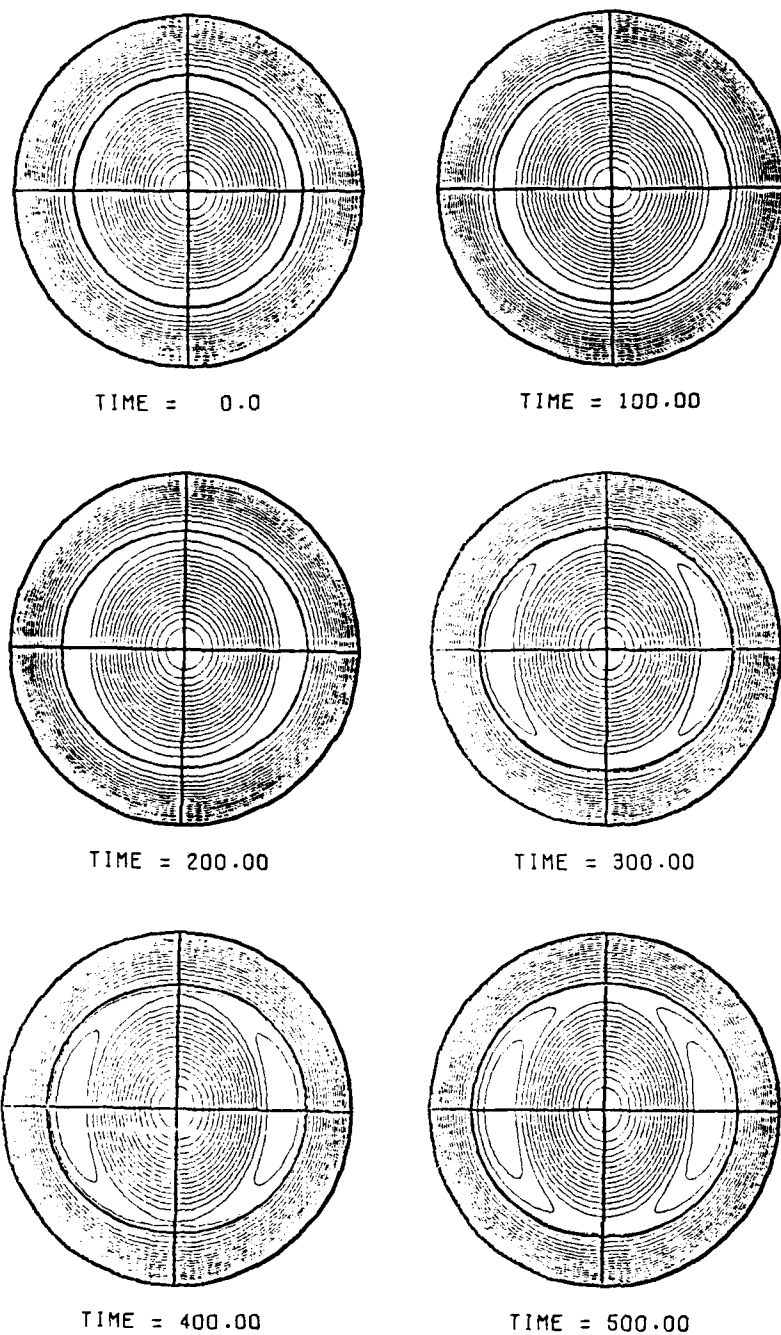 TIME = 0.0
TIME = 100.00
TIME = 200.00
TIME = 300.00
TIME = 400.00
TIME = 500.00